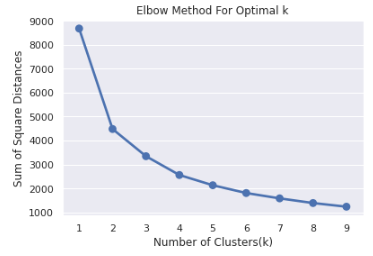 Elbow Method For Optimal k
Sum of Square Distances
9000
8000
7000
6000
5000
4000
3000
2000
1000
1 2 3 4 5 6 7 8 9
Number of Clusters(k)